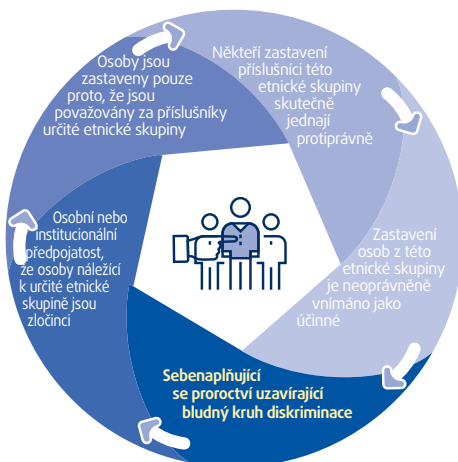 Osoby jsou
zastaveny pouze
proto, že jsou
považovány za příslušníky
určité etnické skupiny
Někteří zastavení
příslušníci této
etnické skupiny
skutečně
jednají
protiprávně
Zastavení
osob z této
etnické skupiny
je neoprávněně
vnímáno jako
účinné
Sebenaplňující
se proroctví uzavírající
bludný kruh diskriminace
Osobní nebo
institucionální
předpojatost,
že osoby náležící
k určité etnické
skupině jsou
zločinci